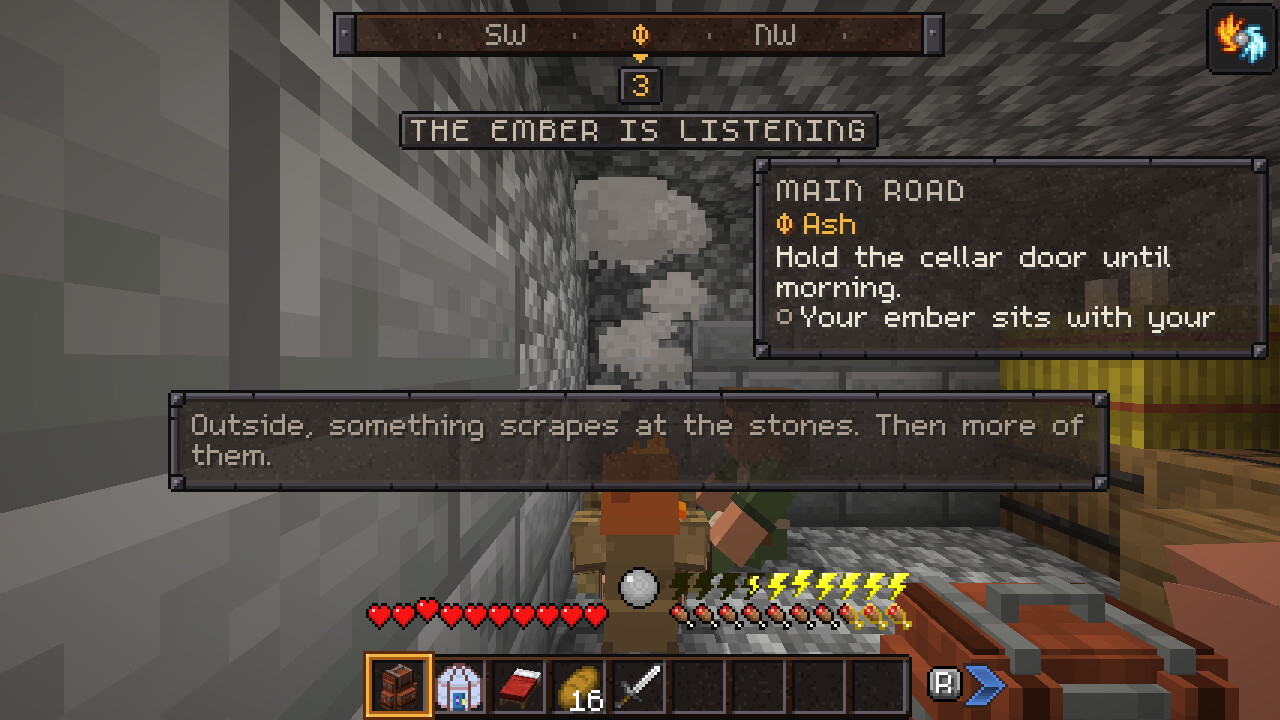 SW NW
3
THE EMBER IS LISTENING
MAIN ROAD
Ash
Hold the cellar door until
morning.
Your ember sits with your
Outside, something scrapes at the stones. Then more of
them.
16
R